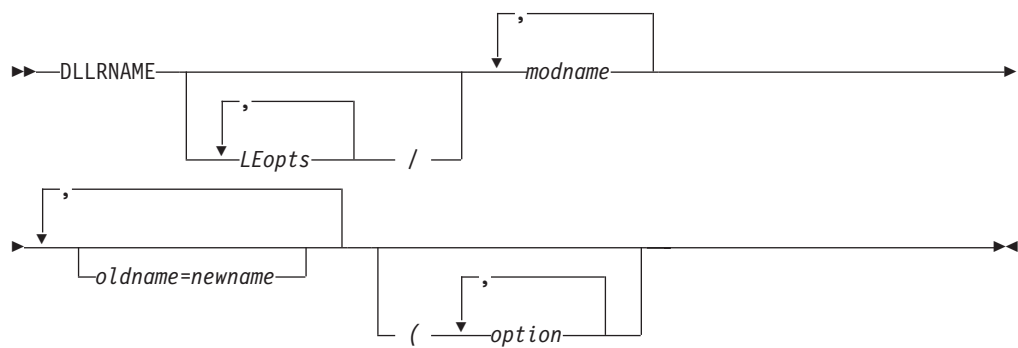 ,
DLLRNAME modname
,
LEopts /
,
oldname=newname
,
( option